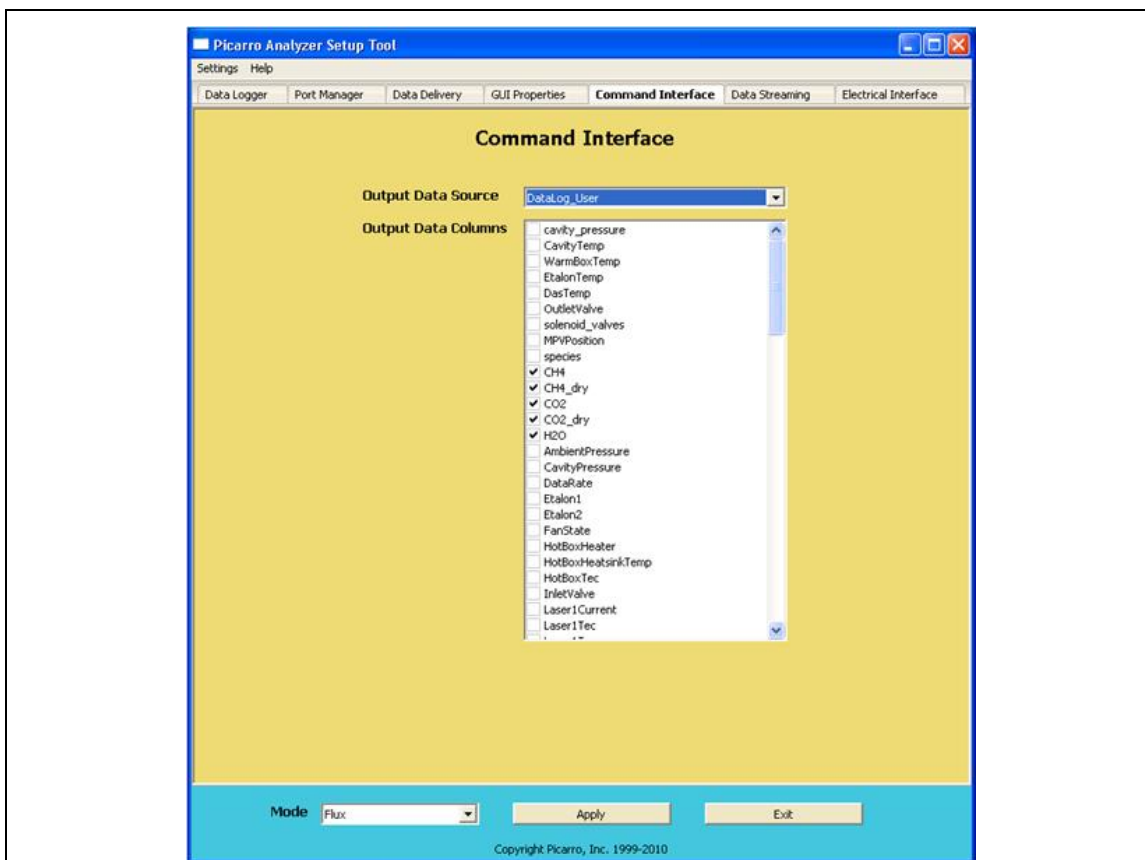 Picarro Analyzer Setup Tool
Settings Help
Data Logger Port Manager Data Delivery GUI Properties Command Interface Data Streaming Electrical Interface
Command Interface
Output Data Source DataLog_User
Output Data Columns
cavity_pressure
CavityTemp
WarmBoxTemp
EtalonTemp
DasTemp
OutletValve
solenoid_valves
MPVPosition
species
CH4
CH4_dry
CO2
CO2_dry
H2O
AmbientPressure
CavityPressure
DataRate
Etalon1
Etalon2
FanState
HotBoxHeater
HotBoxHeatsinkTemp
HotBoxTec
InletValve
Laser1Current
Laser1Tec
Mode Flux Apply Exit
Copyright Picarro, Inc. 1999-2010